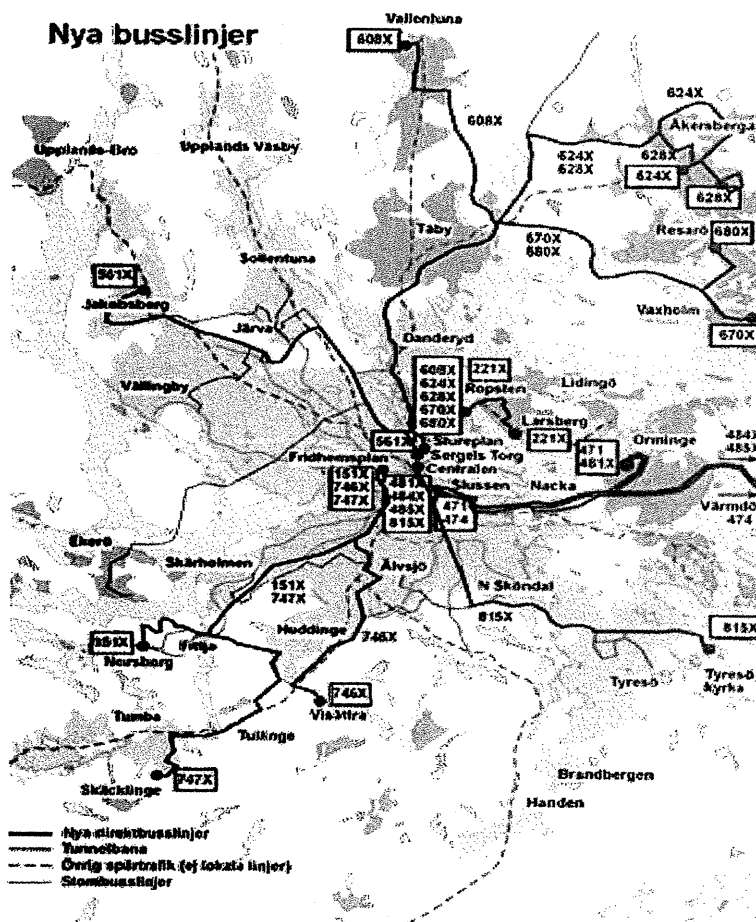 Nya busslinjer
Vallentuna
608X
624X
Åkersberga
608X
Upplands-Bro
Upplands Väsby
624X
628X
628X
624X
628X
Täby
Resarö
680X
670X
680X
Sollentuna
561X
Jakobsberg
Järva
Vaxholm
670X
Danderyd
Vällingby
608X
624X
628X
670X
680X
221X
Ropsten
Lidingö
Larsberg
221X
561X
Stureplan
Sergels Torg
Centralen
Orminge
471
481X
484X
Fridhemsplan
151X
746X
747X
481X
484X
485X
815X
Slussen
Nacka
471
474
Värmdö
474
Ekerö
Skärholmen
Älvsjö
N Sköndal
151X
747X
815X
815X
Huddinge
746X
Fittja
Norsborg
Tyresö
Tyresö
kyrka
746X
Visättra
Tumba
Tullinge
747X
Skäcklinge
Brandbergen
Handen
Nya direktbusslinjer
Tunnelbana
Övrig spårtrafik (ej lokala linjer)
Stombusslinjer